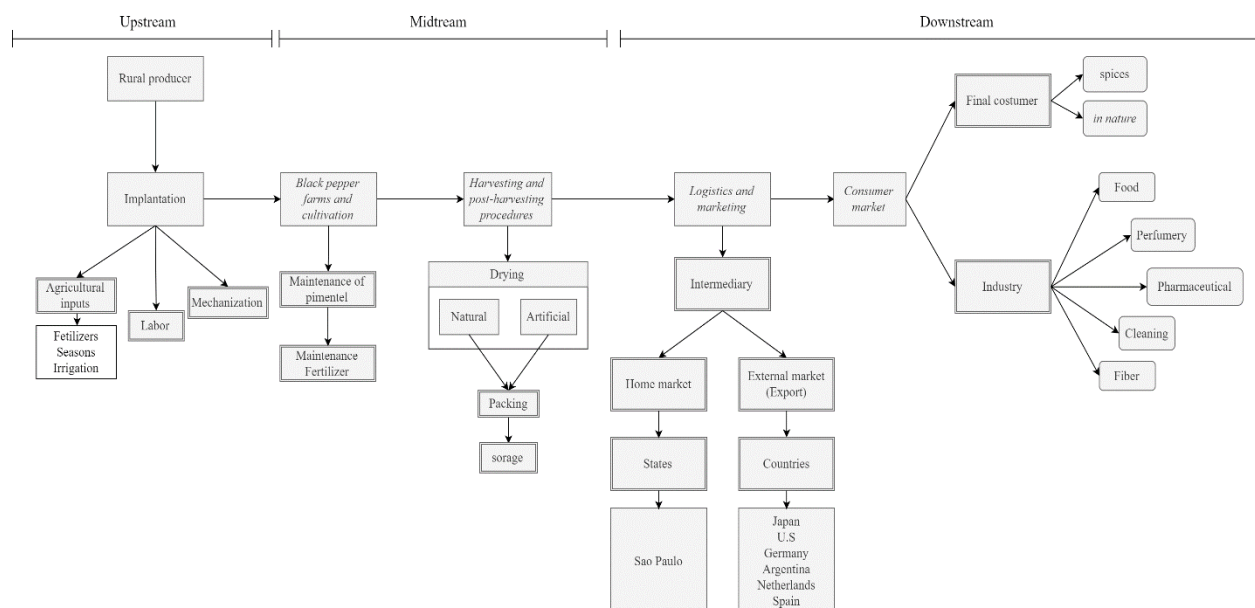 Upstream
Midtream
Downstream
Rural producer
Implantation
Agricultural
inputs
Fetilizers
Seasons
Irrigation
Labor
Mechanization
Black pepper
farms and
cultivation
Maintenance of
pimentel
Maintenance
Fertilizer
Harvesting and
post-harvesting
procedures
Drying
Natural
Artificial
Packing
sorage
Logistics and
marketing
Intermediary
Home market
States
Sao Paulo
External market
(Export)
Countries
Japan
U.S
Germany
Argentina
Netherlands
Spain
Consumer
market
Final costumer
spices
in nature
Industry
Food
Perfumery
Pharmaceutical
Cleaning
Fiber